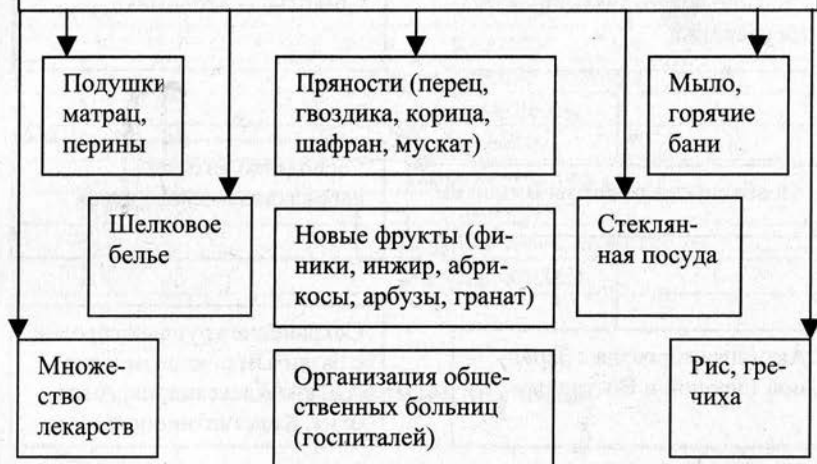 Подушки
матрац,
перины
Пряности (перец,
гвоздика, корица,
шафран, мускат)
Мыло,
горячие
бани
Шелковое
белье
Новые фрукты (фи-
ники, инжир, абри-
косы, арбузы, гранат)
Стеклян-
ная посуда
Множе-
ство
лекарств
Организация обще-
ственных больниц
(госпиталей)
Рис, гре-
чиха